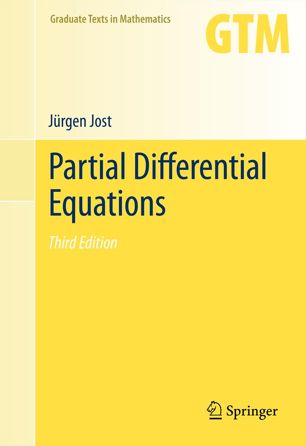 Graduate Texts in Mathematics
GTM
Jürgen Jost
Partial Differential
Equations
Third Edition
Springer